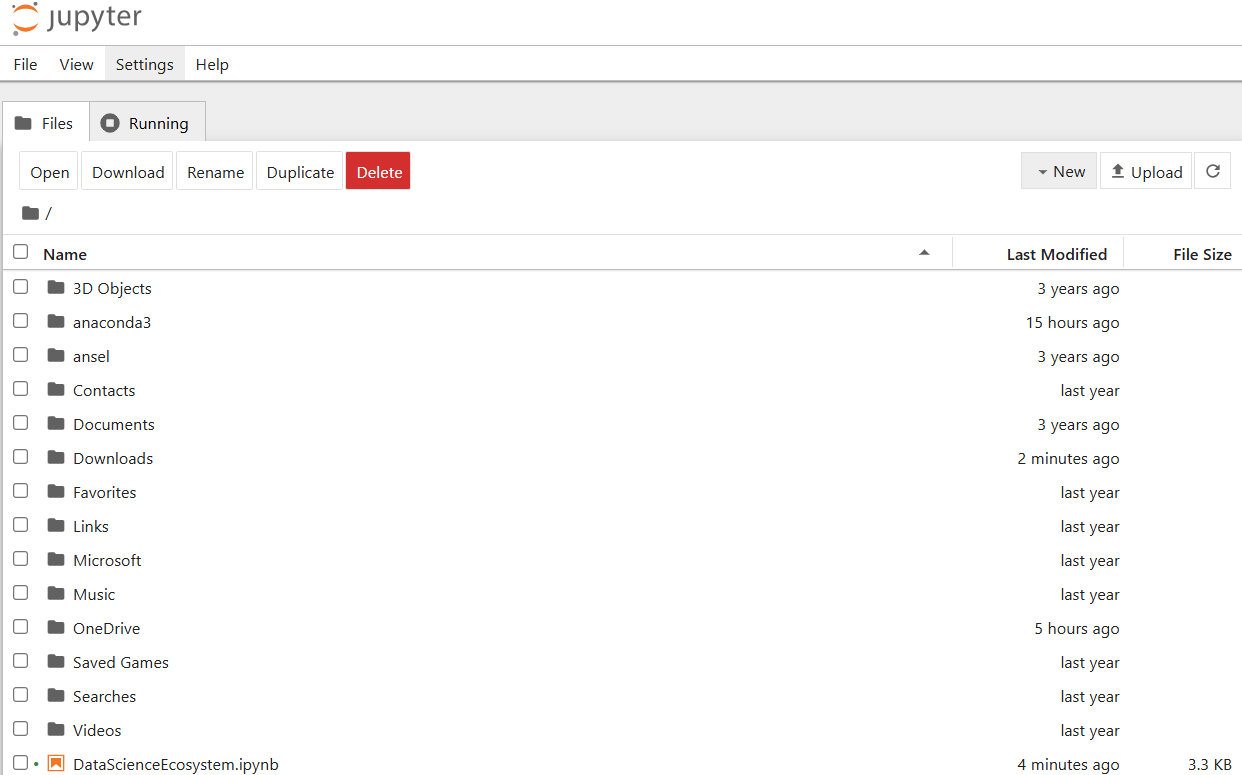 jupyter
File View Settings Help
Files Running
Open Download Rename Duplicate Delete New Upload
/
Name Last Modified File Size
3D Objects 3 years ago
anaconda3 15 hours ago
ansel 3 years ago
Contacts last year
Documents 3 years ago
Downloads 2 minutes ago
Favorites last year
Links last year
Microsoft last year
Music last year
OneDrive 5 hours ago
Saved Games last year
Searches last year
Videos last year
DataScienceEcosystem.ipynb 4 minutes ago 3.3 KB